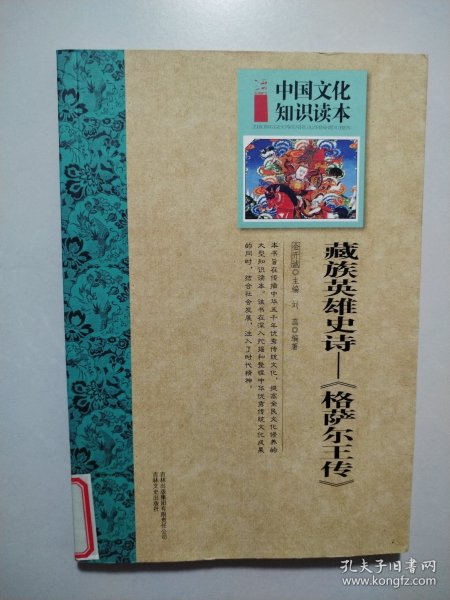 中国文化
知识读本
ZHONGGUOWENHUAZHISHIDUBEN
藏族英雄史诗——《格萨尔王传》
金开诚 主编 刘 磊 编著
本书旨在传播中华五千年优秀传统文化，提高全民文化修养的
大型知识读本。该书在深入挖掘和整理中华优秀传统文化成果
的同时，结合社会发展，注入了时代精神。
吉林出版集团有限责任公司
吉林文史出版社
孔夫子旧书网
www.kongfz.com